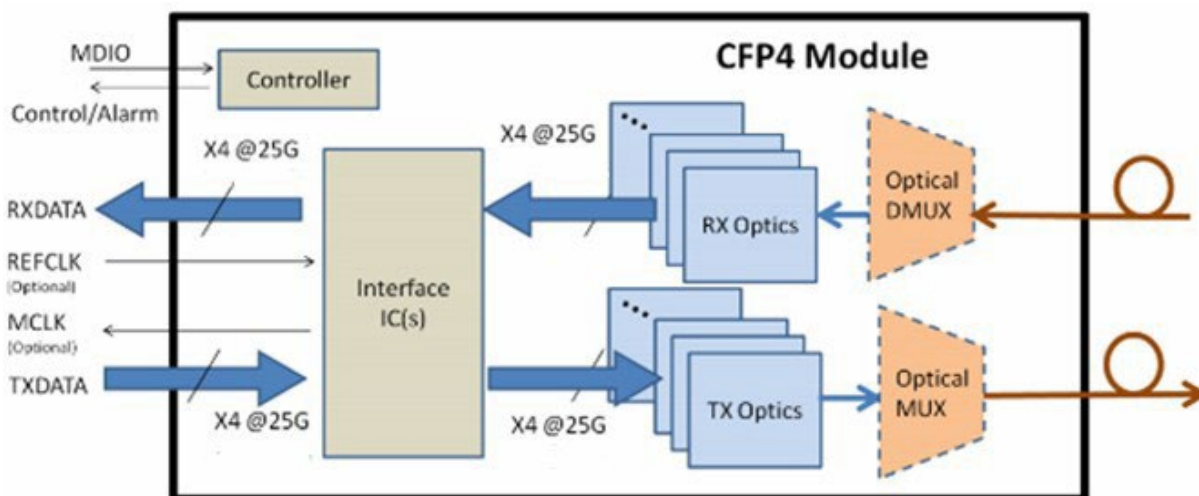 CFP4 Module
MDIO
Controller
Control/Alarm
X4 @25G
X4 @25G
RXDATA
Optical
DMUX
RX Optics
REFCLK
(Optional)
Interface
IC(s)
MCLK
(Optional)
TXDATA
X4 @25G
X4 @25G
TX Optics
Optical
MUX